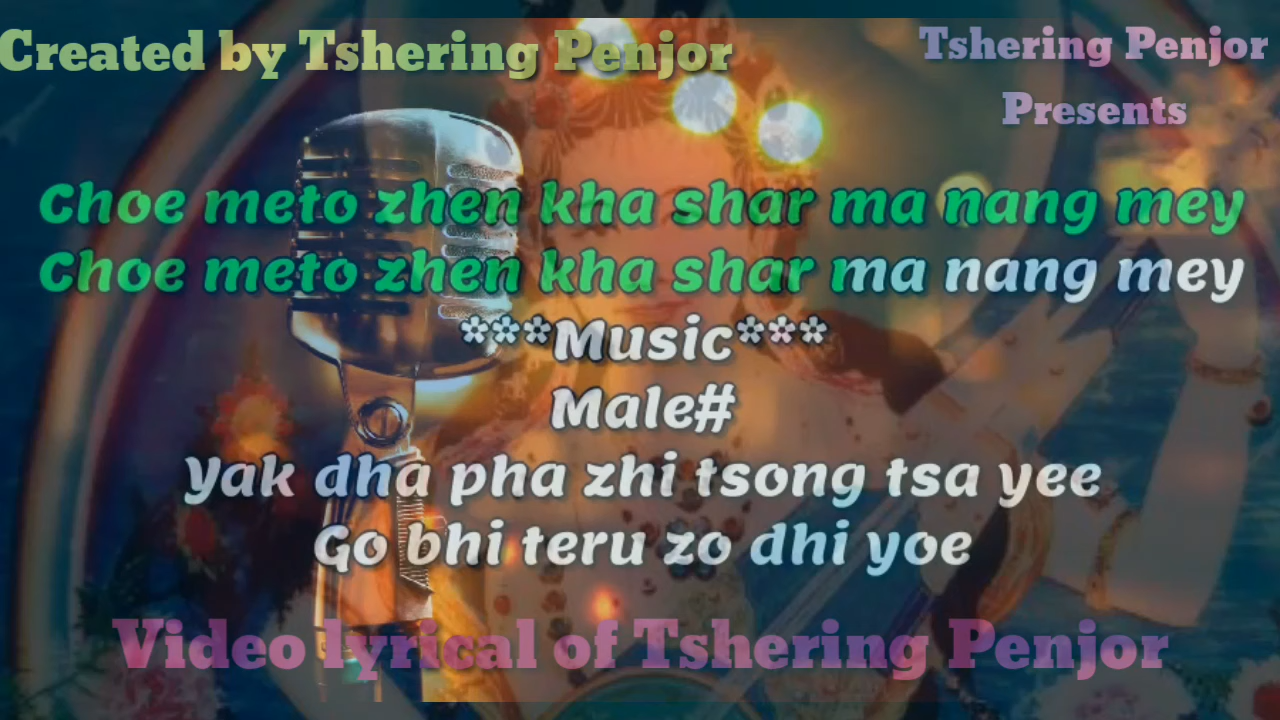 Created by Tshering Penjor
Tshering Penjor
Presents
Choe meto zhen kha shar ma nang mey
Choe meto zhen kha shar ma nang mey
***Music***
Male#
Yak dha pha zhi tsong tsa yee
Go bhi teru zo dhi yoe
Video lyrical of Tshering Penjor